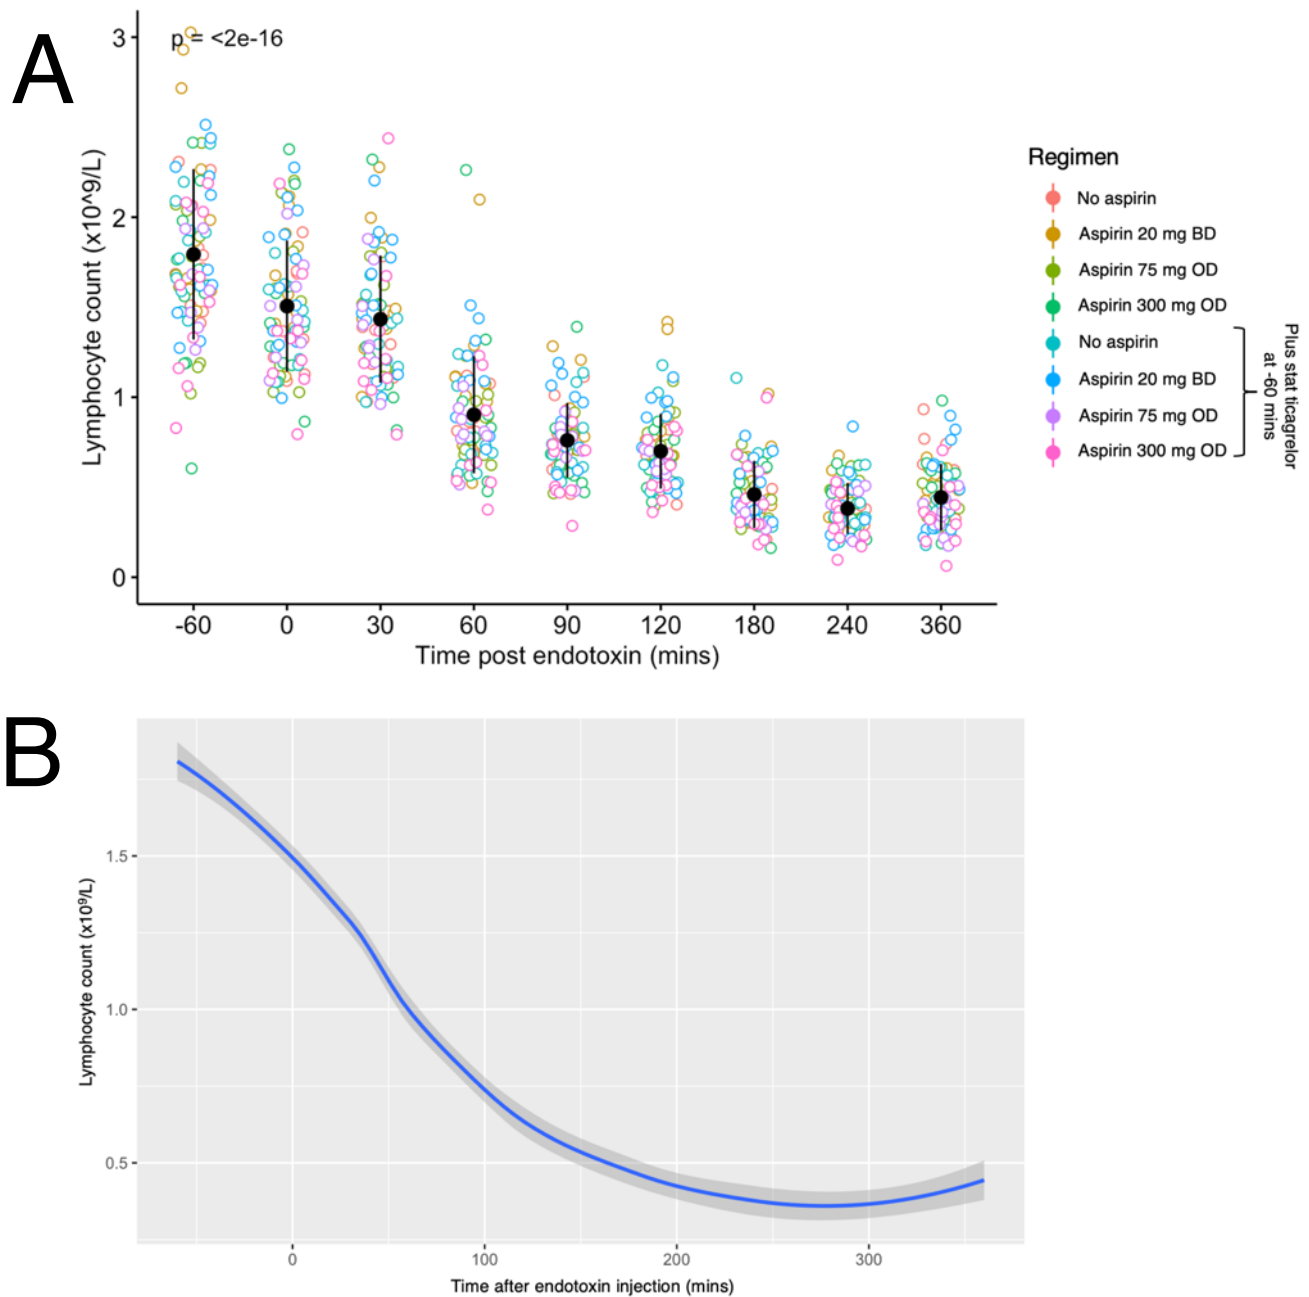 A
p = <2e-16
3
2
1
0
Lymphocyte count (x10^9/L)
-60 0 30 60 90 120 180 240 360
Time post endotoxin (mins)
Regimen
No aspirin
Aspirin 20 mg BD
Aspirin 75 mg OD
Aspirin 300 mg OD
No aspirin
Aspirin 20 mg BD
Aspirin 75 mg OD
Aspirin 300 mg OD
Plus stat ticagrelor
at -60 mins
B
1.5
1.0
0.5
Lymphocyte count (x10⁹/L)
0 100 200 300
Time after endotoxin injection (mins)